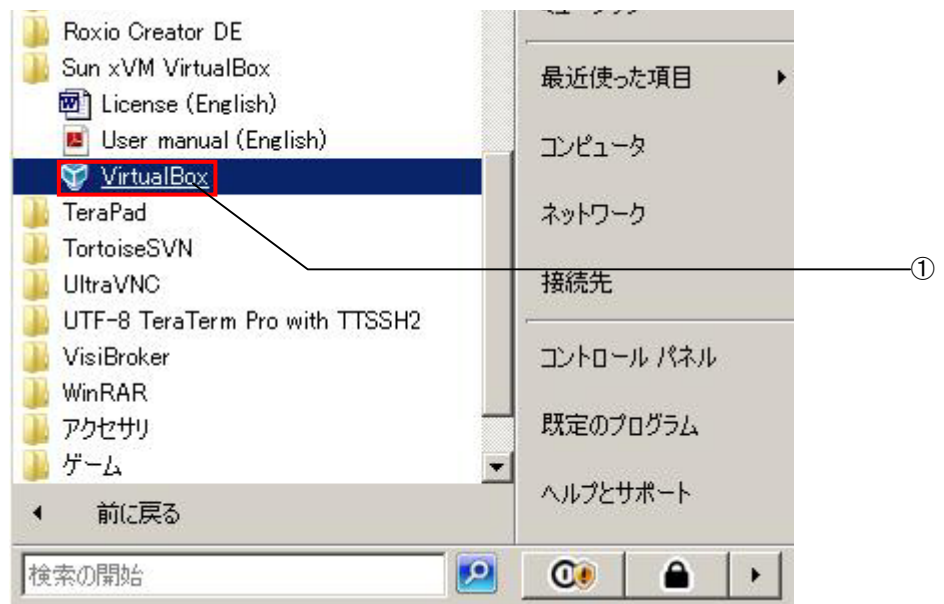 Roxio Creator DE
Sun xVM VirtualBox
License (English)
User manual (English)
VirtualBox
TeraPad
TortoiseSVN
UltraVNC
UTF-8 TeraTerm Pro with TTSSH2
VisiBroker
WinRAR
アクセサリ
ゲーム
前に戻る
検索の開始
最近使った項目
コンピュータ
ネットワーク
接続先
コントロール パネル
既定のプログラム
ヘルプとサポート
①